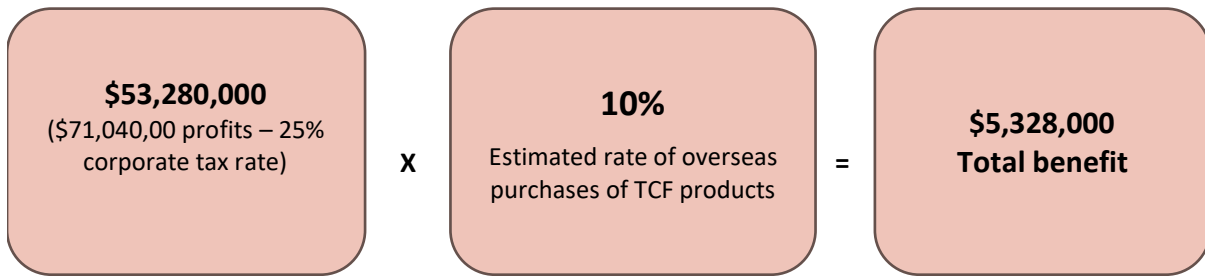 $53,280,000
($71,040,00 profits – 25%
corporate tax rate)
X
10%
Estimated rate of overseas
purchases of TCF products
=
$5,328,000
Total benefit